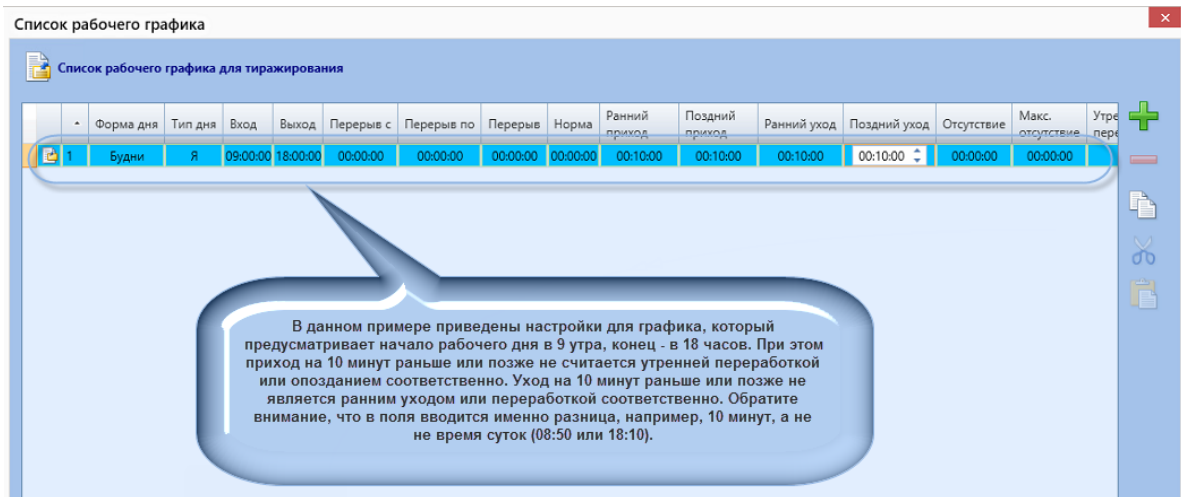 Список рабочего графика
Список рабочего графика для тиражирования
Форма дня Тип дня Вход Выход Перерыв с Перерыв по Перерыв Норма Ранний приход Поздний приход Ранний уход Поздний уход Отсутствие Макс. отсутствие Утре пере
1 Будни Я 09:00:00 18:00:00 00:00:00 00:00:00 00:00:00 00:00:00 00:10:00 00:10:00 00:10:00 00:10:00 00:00:00 00:00:00
В данном примере приведены настройки для графика, который
предусматривает начало рабочего дня в 9 утра, конец - в 18 часов. При этом
приход на 10 минут раньше или позже не считается утренней переработкой
или опозданием соответственно. Уход на 10 минут раньше или позже не
является ранним уходом или переработкой соответственно. Обратите
внимание, что в поля вводится именно разница, например, 10 минут, а не
не время суток (08:50 или 18:10).